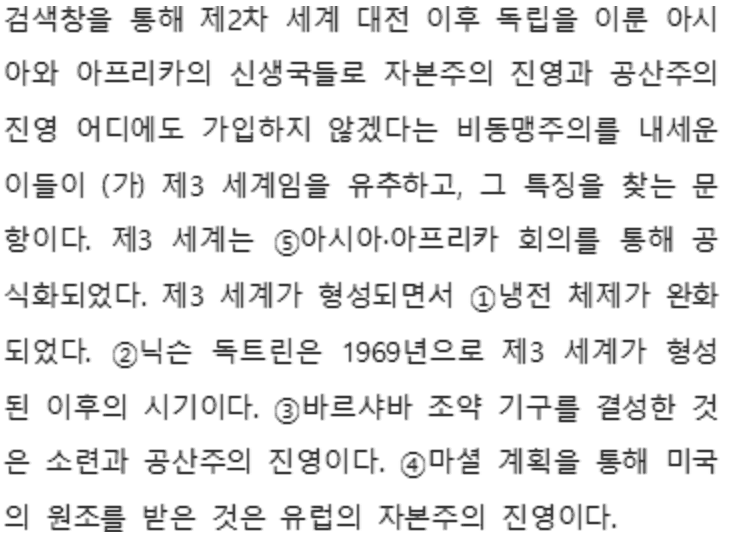 검색창을 통해 제2차 세계 대전 이후 독립을 이룬 아시
아와 아프리카의 신생국들로 자본주의 진영과 공산주의
진영 어디에도 가입하지 않겠다는 비동맹주의를 내세운
이들이 (가) 제3 세계임을 유추하고, 그 특징을 찾는 문
항이다. 제3 세계는 ⑤아시아·아프리카 회의를 통해 공
식화되었다. 제3 세계가 형성되면서 ①냉전 체제가 완화
되었다. ②닉슨 독트린은 1969년으로 제3 세계가 형성
된 이후의 시기이다. ③바르샤바 조약 기구를 결성한 것
은 소련과 공산주의 진영이다. ④마셜 계획을 통해 미국
의 원조를 받은 것은 유럽의 자본주의 진영이다.